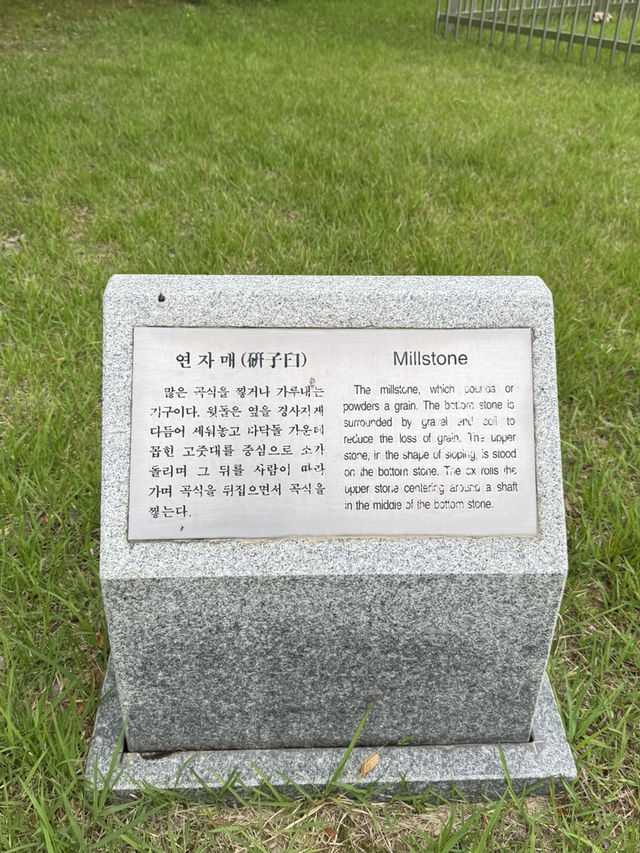 연자매(硏子臼)
많은 곡식을 찧거나 가루내는
기구이다. 윗돌은 옆을 경사지게
다듬어 세워놓고 바닥돌 가운데
꼽힌 고줏대를 중심으로 소가
돌리며 그 뒤를 사람이 따라
가며 곡식을 뒤집으면서 곡식을
찧는다.
Millstone
The millstone, which pounds or
powders a grain. The bottom stone is
surrounded by gravel and soil to
reduce the loss of grain. The upper
stone, in the shape of sloping, is stood
on the bottom stone. The ox rolls the
upper stone centering around a shaft
in the middle of the bottom stone.